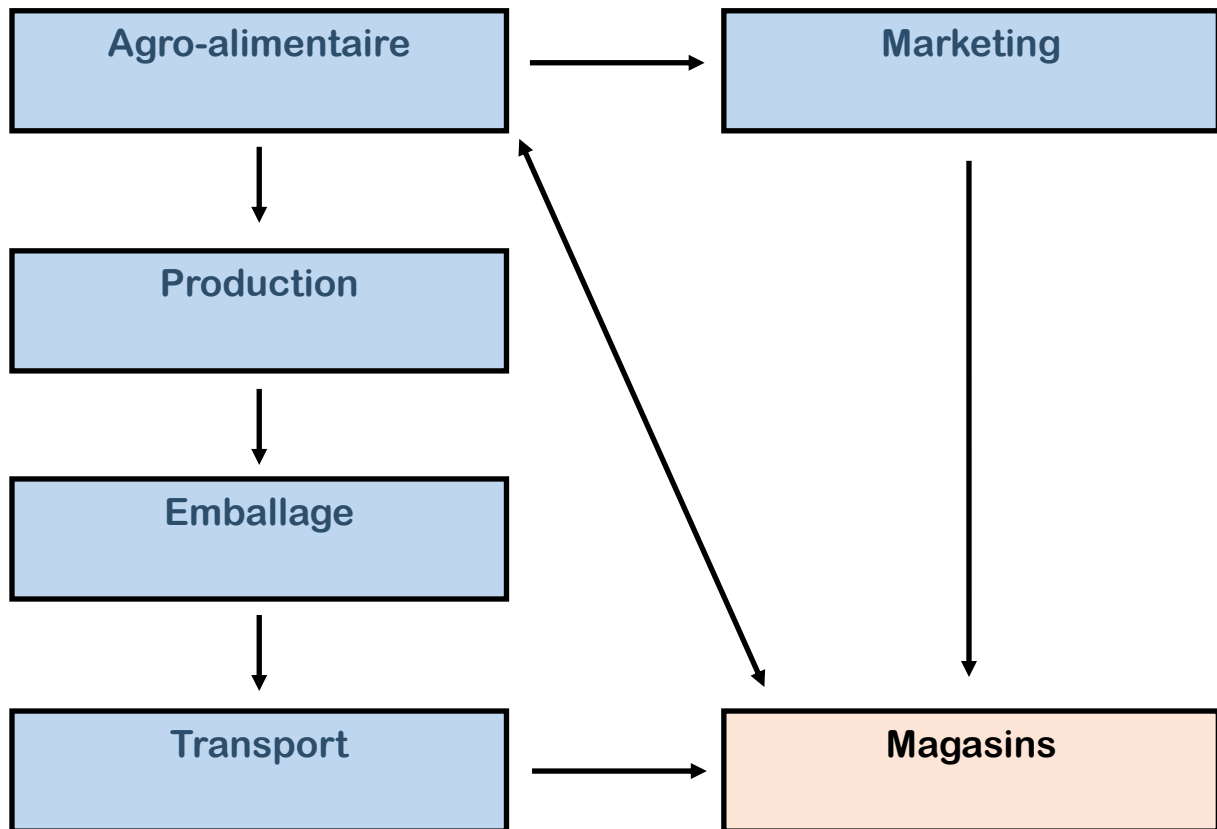 Agro-alimentaire
Marketing
Production
Emballage
Transport
Magasins